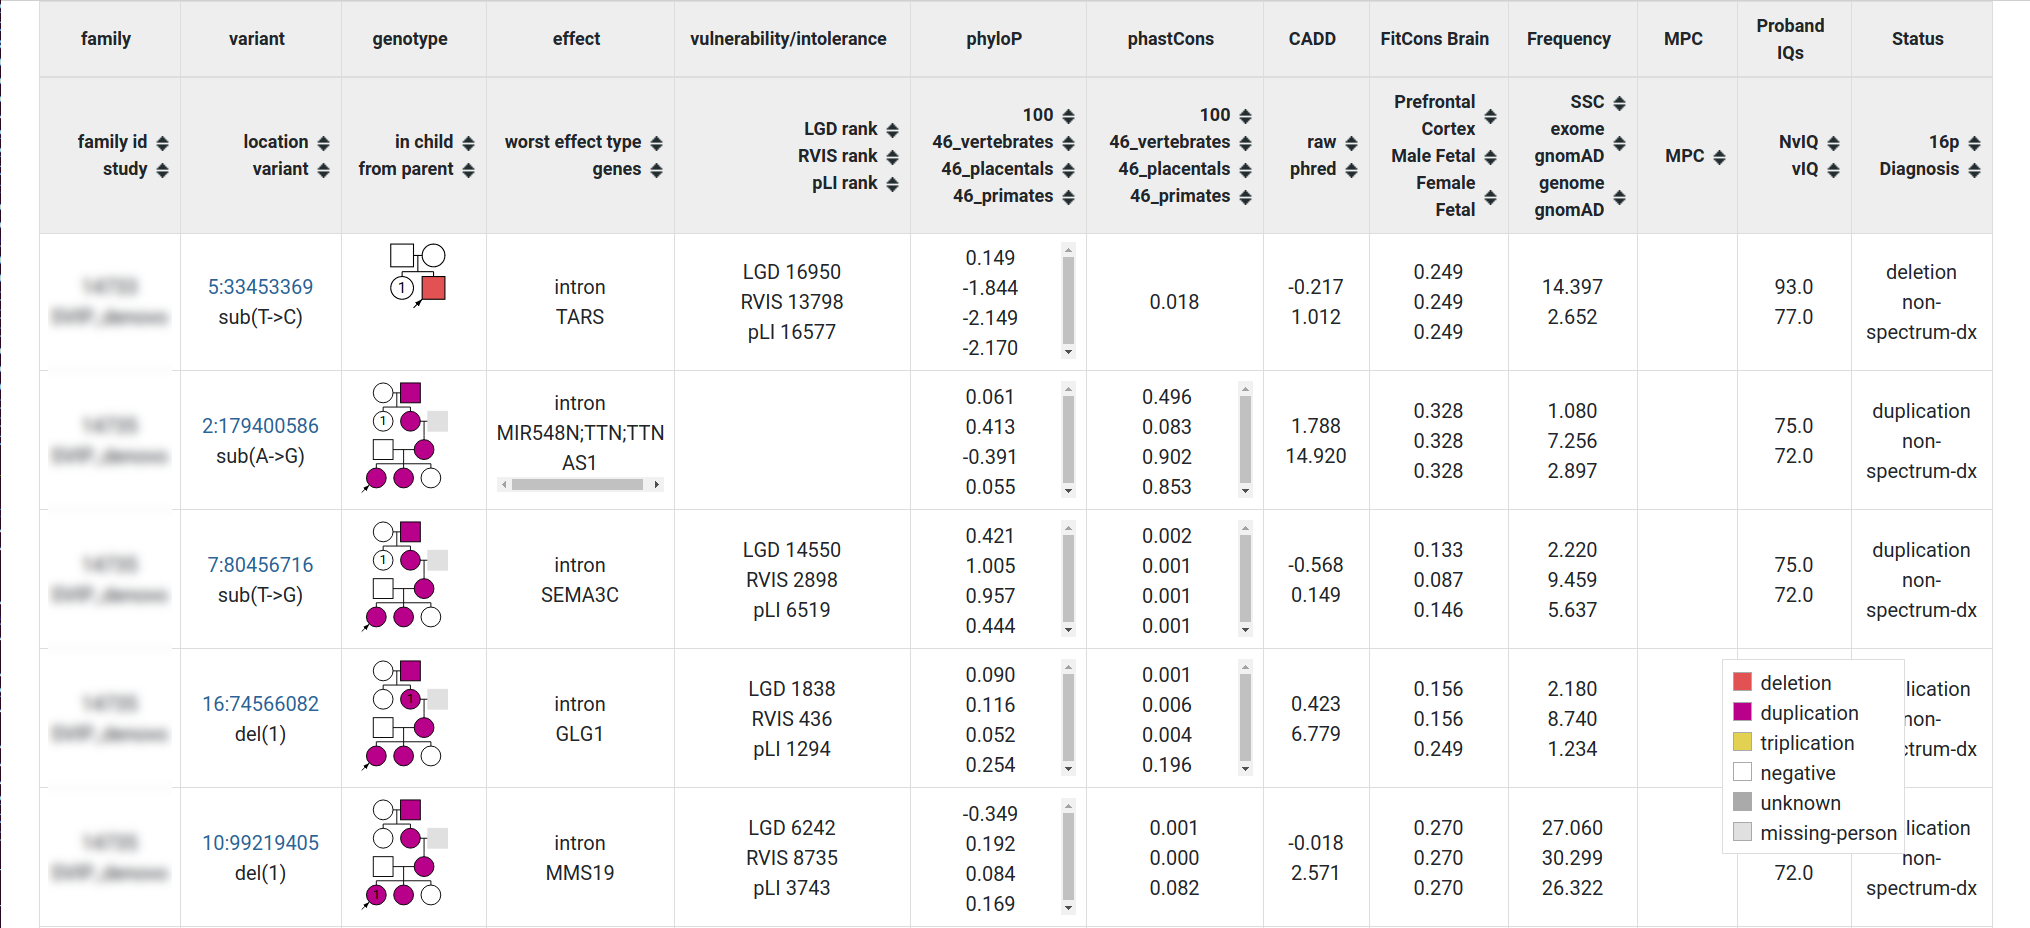 family variant genotype effect vulnerability/intolerance phyloP phastCons CADD FitCons Brain Frequency MPC Proband IQs Status
family id
study
location
variant
in child
from parent
worst effect type
genes
LGD rank
RVIS rank
pLI rank
100
46_vertebrates
46_placentals
46_primates
100
46_vertebrates
46_placentals
46_primates
raw
phred
Prefrontal
Cortex
Male Fetal
Female
Fetal
SSC
exome
gnomAD
genome
gnomAD
MPC
NvIQ
vIQ
16p
Diagnosis
5:33453369
sub(T->C)
1
intron
TARS
LGD 16950
RVIS 13798
pLI 16577
0.149
-1.844
-2.149
-2.170
0.018
-0.217
1.012
0.249
0.249
0.249
14.397
2.652
93.0
77.0
deletion
non-
spectrum-dx
2:179400586
sub(A->G)
1
intron
MIR548N;TTN;TTN
AS1
0.061
0.413
-0.391
0.055
0.496
0.083
0.902
0.853
1.788
14.920
0.328
0.328
0.328
1.080
7.256
2.897
75.0
72.0
duplication
non-
spectrum-dx
7:80456716
sub(T->G)
1
intron
SEMA3C
LGD 14550
RVIS 2898
pLI 6519
0.421
1.005
0.957
0.444
0.002
0.001
0.001
0.001
-0.568
0.149
0.133
0.087
0.146
2.220
9.459
5.637
75.0
72.0
duplication
non-
spectrum-dx
16:74566082
del(1)
1
intron
GLG1
LGD 1838
RVIS 436
pLI 1294
0.090
0.116
0.052
0.254
0.001
0.006
0.004
0.196
0.423
6.779
0.156
0.156
0.249
2.180
8.740
1.234
lication
non-
ctrum-dx
10:99219405
del(1)
1
intron
MMS19
LGD 6242
RVIS 8735
pLI 3743
-0.349
0.192
0.084
0.169
0.001
0.000
0.082
-0.018
2.571
0.270
0.270
0.270
27.060
30.299
26.322
72.0
lication
non-
spectrum-dx
deletion
duplication
triplication
negative
unknown
missing-person